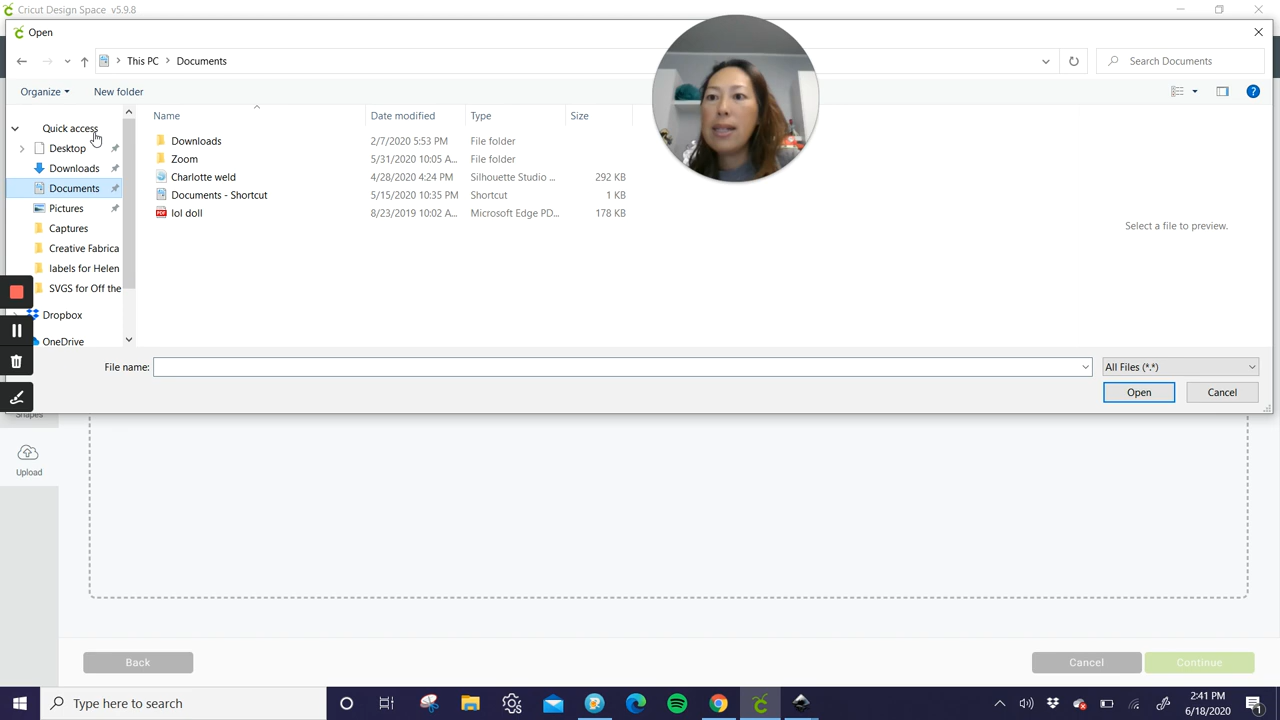 Cricut Design Space v5.9.8
Open
This PC > Documents
Search Documents
Organize
New folder
Name
Date modified
Type
Size
Quick access
Desktop
Downloads
Documents
Pictures
Captures
Creative Fabrica
labels for Helen
SVGS for Off the
Dropbox
OneDrive
Downloads 2/7/2020 5:53 PM File folder
Zoom 5/31/2020 10:05 A... File folder
Charlotte weld 4/28/2020 4:24 PM Silhouette Studio ... 292 KB
Documents - Shortcut 5/15/2020 10:35 PM Shortcut 1 KB
PDF lol doll 8/23/2019 10:02 A... Microsoft Edge PD... 178 KB
Select a file to preview.
File name:
All Files (*.*)
Open
Cancel
Shapes
Upload
Back
Cancel
Continue
Type here to search
2:41 PM
6/18/2020
1